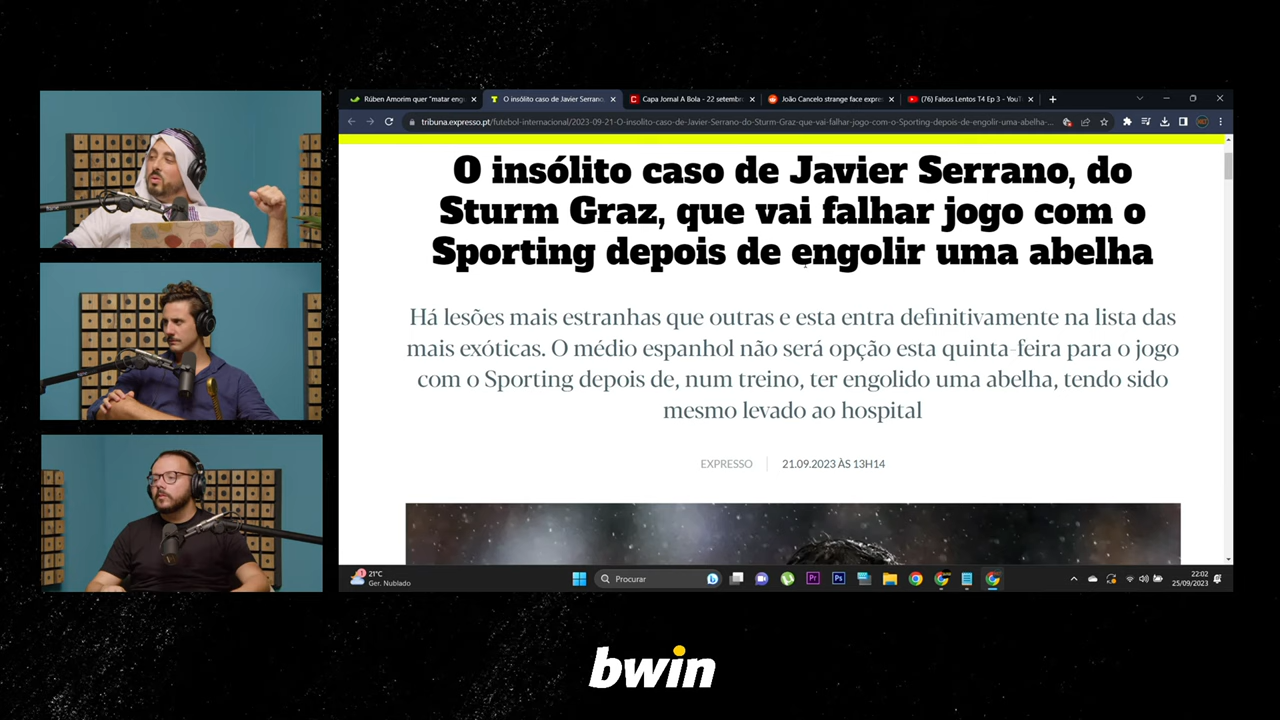 Rúben Amorim quer "matar eng
O insólito caso de Javier Serrano,
Capa Jornal A Bola - 22 setemb
João Cancelo strange face expre
(76) Falsos Lentos T4 Ep 3 - YouT
tribuna.expresso.pt/futebol-internacional/2023-09-21-O-insolito-caso-de-Javier-Serrano-do-Sturm-Graz-que-vai-falhar-jogo-com-o-Sporting-depois-de-engolir-uma-abelha-...
O insólito caso de Javier Serrano, do
Sturm Graz, que vai falhar jogo com o
Sporting depois de engolir uma abelha
Há lesões mais estranhas que outras e esta entra definitivamente na lista das
mais exóticas. O médio espanhol não será opção esta quinta-feira para o jogo
com o Sporting depois de, num treino, ter engolido uma abelha, tendo sido
mesmo levado ao hospital
EXPRESSO
21.09.2023 ÀS 13H14
1
21°C
Ger. Nublado
Procurar
Pr
Ps
22:02
25/09/2023
bwin